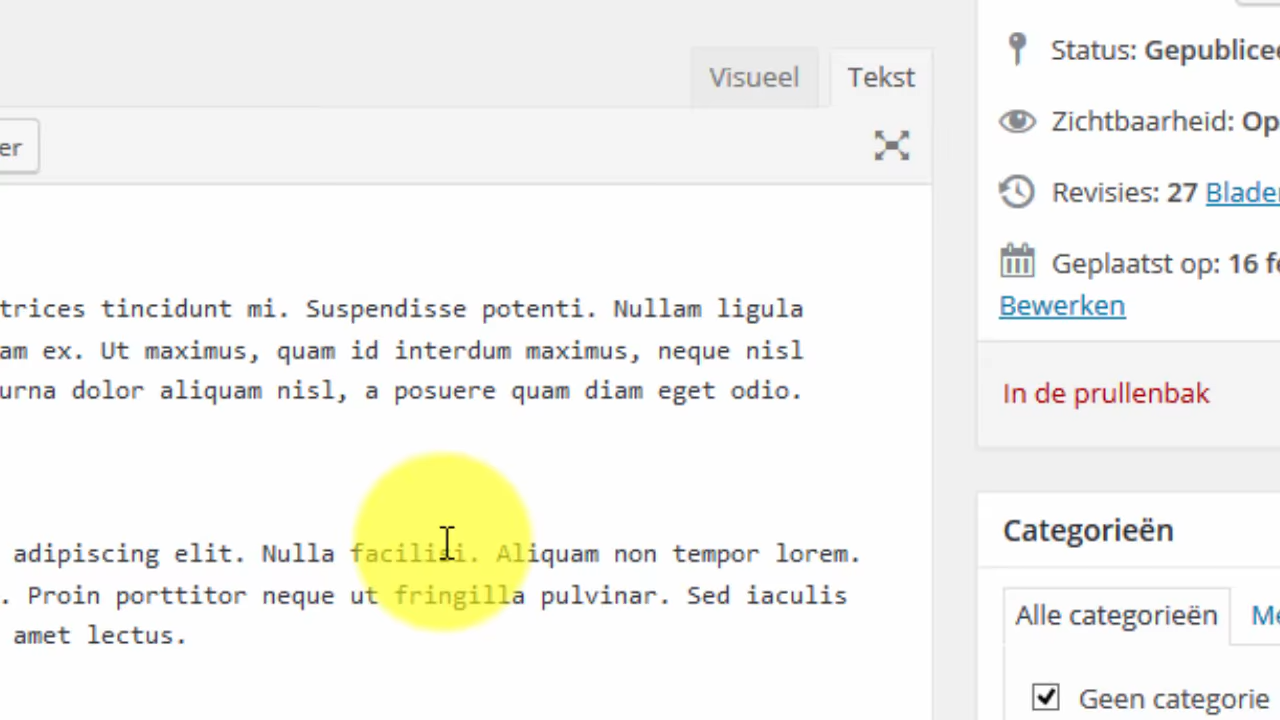 Visueel Tekst
er
trices tincidunt mi. Suspendisse potenti. Nullam ligula
am ex. Ut maximus, quam id interdum maximus, neque nisl
urna dolor aliquam nisl, a posuere quam diam eget odio.
adipiscing elit. Nulla facilisi. Aliquam non tempor lorem.
. Proin porttitor neque ut fringilla pulvinar. Sed iaculis
amet lectus.
Status: Gepublicee
Zichtbaarheid: Op
Revisies: 27 Blader
Geplaatst op: 16 fe
Bewerken
In de prullenbak
Categorieën
Alle categorieën Me
Geen categorie